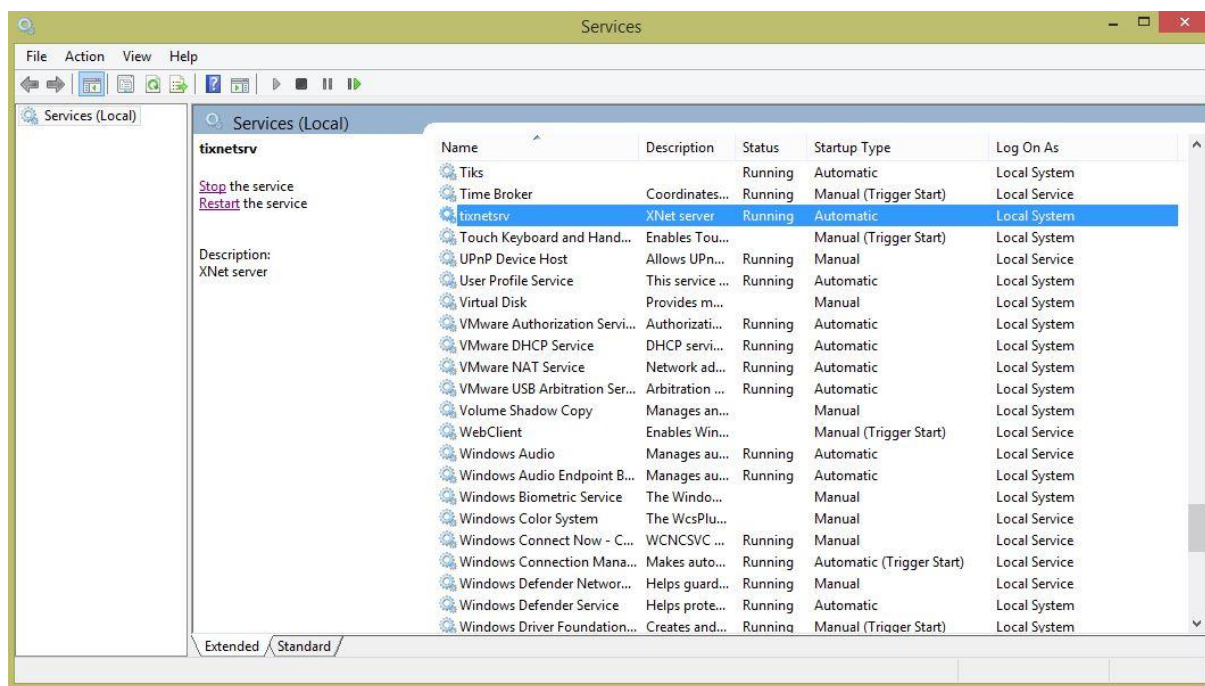 Services
File Action View Help
Services (Local)
Services (Local)
tixnetsrv
Stop the service
Restart the service
Description:
XNet server
Name Description Status Startup Type Log On As
Tiks Running Automatic Local System
Time Broker Coordinates... Running Manual (Trigger Start) Local Service
tixnetsrv XNet server Running Automatic Local System
Touch Keyboard and Hand... Enables Tou... Manual (Trigger Start) Local System
UPnP Device Host Allows UPn... Running Manual Local Service
User Profile Service This service ... Running Automatic Local System
Virtual Disk Provides m... Manual Local System
VMware Authorization Servi... Authorizati... Running Automatic Local System
VMware DHCP Service DHCP servi... Running Automatic Local System
VMware NAT Service Network ad... Running Automatic Local System
VMware USB Arbitration Ser... Arbitration ... Running Automatic Local System
Volume Shadow Copy Manages an... Manual Local System
WebClient Enables Win... Manual (Trigger Start) Local Service
Windows Audio Manages au... Running Automatic Local Service
Windows Audio Endpoint B... Manages au... Running Automatic Local System
Windows Biometric Service The Windo... Manual Local System
Windows Color System The WcsPlu... Manual Local Service
Windows Connect Now - C... WCNCSVC ... Running Manual Local Service
Windows Connection Mana... Makes auto... Running Automatic (Trigger Start) Local Service
Windows Defender Networ... Helps guard... Running Manual Local Service
Windows Defender Service Helps prote... Running Automatic Local System
Windows Driver Foundation... Creates and... Running Manual (Trigger Start) Local System
Extended Standard